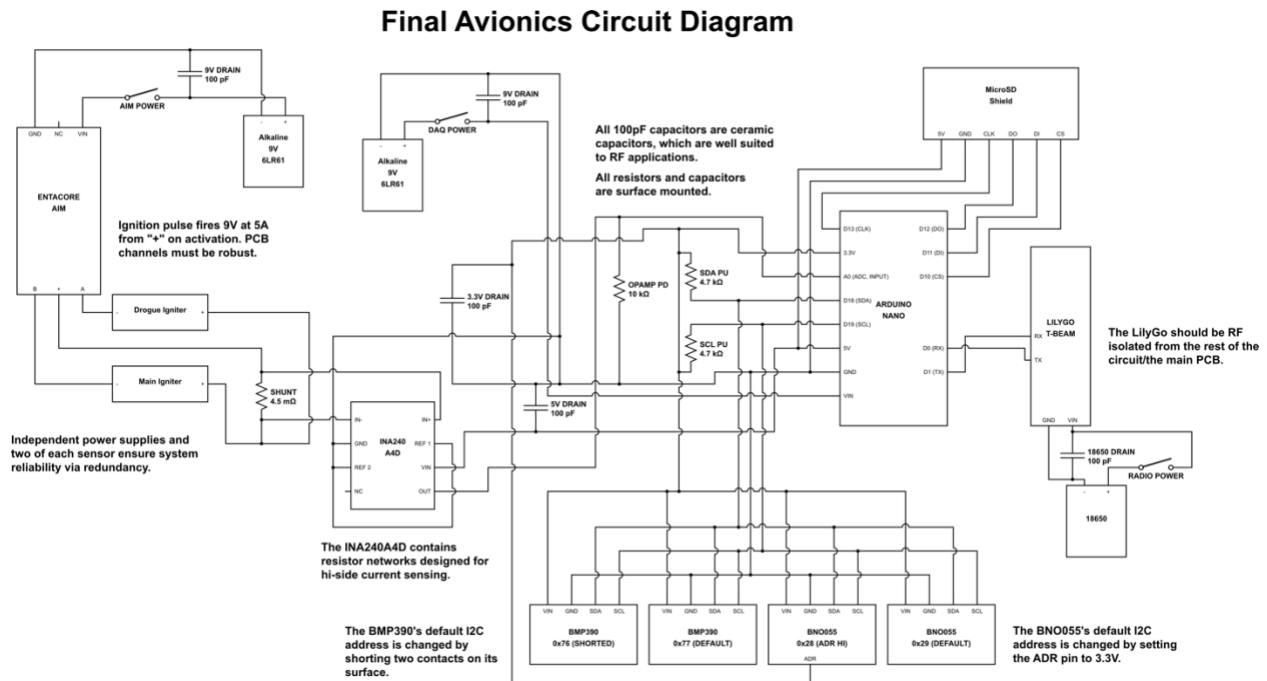 Final Avionics Circuit Diagram
9V DRAIN
100 pF
AIM POWER
GND NC VIN
- +
Alkaline
9V
6LR61
ENTACORE
AIM
B + A
Ignition pulse fires 9V at 5A
from "+" on activation. PCB
channels must be robust.
- Drogue Igniter +
- Main Igniter +
SHUNT
4.5 mΩ
Independent power supplies and
two of each sensor ensure system
reliability via redundancy.
9V DRAIN
100 pF
DAQ POWER
- +
Alkaline
9V
6LR61
All 100pF capacitors are ceramic
capacitors, which are well suited
to RF applications.
All resistors and capacitors
are surface mounted.
3.3V DRAIN
100 pF
OPAMP PD
10 kΩ
SDA PU
4.7 kΩ
SCL PU
4.7 kΩ
5V DRAIN
100 pF
IN- IN+
GND REF 1
INA240
A4D
REF 2 VIN
NC OUT
The INA240A4D contains
resistor networks designed for
hi-side current sensing.
MicroSD
Shield
5V GND CLK DO DI CS
D13 (CLK) D12 (DO)
3.3V D11 (DI)
A0 (ADC, INPUT) D10 (CS)
D18 (SDA)
ARDUINO
NANO
D19 (SCL)
5V D0 (RX)
GND D1 (TX)
VIN
LILYGO
T-BEAM
RX
TX
GND VIN
The LilyGo should be RF
isolated from the rest of the
circuit/the main PCB.
18650 DRAIN
100 pF
RADIO POWER
- +
18650
VIN GND SDA SCL
BMP390
0x76 (SHORTED)
VIN GND SDA SCL
BMP390
0x77 (DEFAULT)
VIN GND SDA SCL
BNO055
0x28 (ADR HI)
ADR
VIN GND SDA SCL
BNO055
0x29 (DEFAULT)
The BMP390's default I2C
address is changed by
shorting two contacts on its
surface.
The BNO055's default I2C
address is changed by setting
the ADR pin to 3.3V.